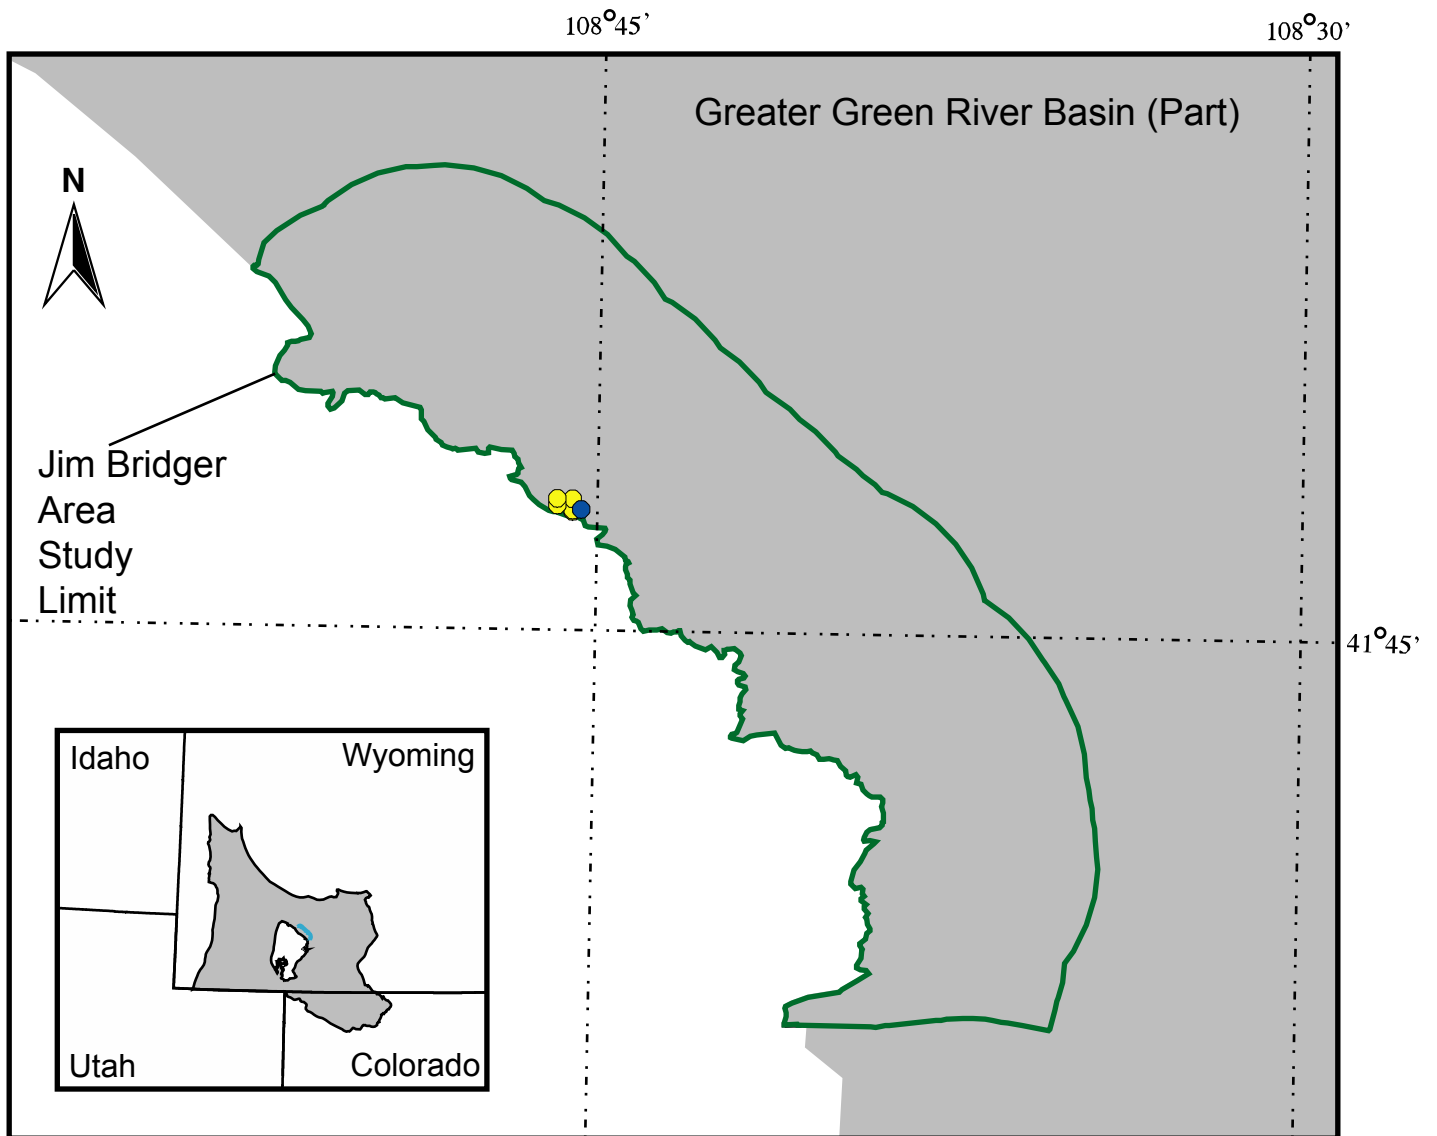 108°45’
108°30’
Greater Green River Basin (Part)
N
Jim Bridger
Area
Study
Limit
41°45’
Idaho
Wyoming
Utah
Colorado